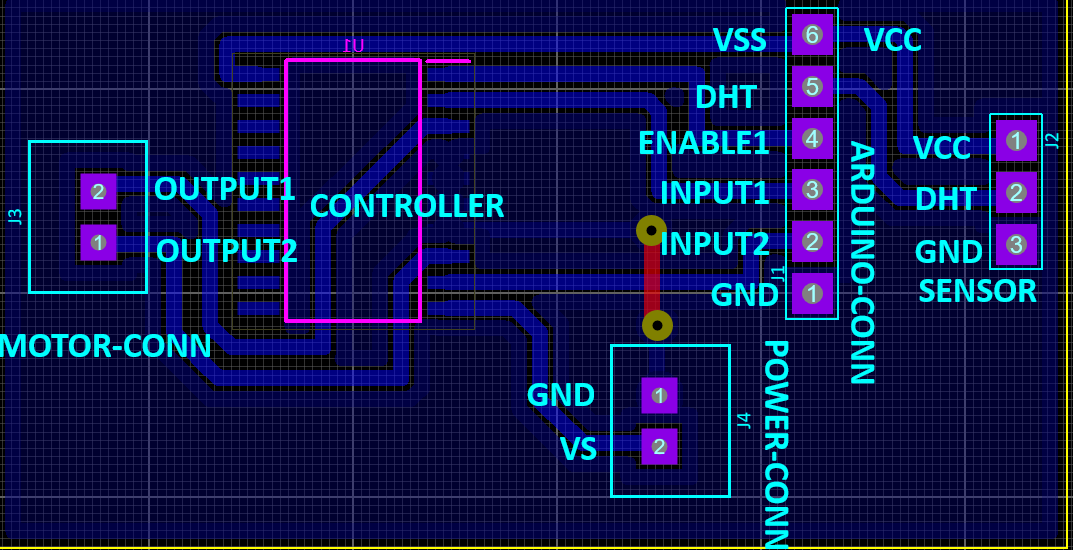 U1
VSS 6 VCC
DHT 5
ENABLE1 4
INPUT1 3
INPUT2 2
GND 1
J1
ARDUINO-CONN
J2
VCC 1
DHT 2
GND 3
SENSOR
CONTROLLER
J3
2 OUTPUT1
1 OUTPUT2
MOTOR-CONN
GND 1
VS 2
J4
POWER-CONN